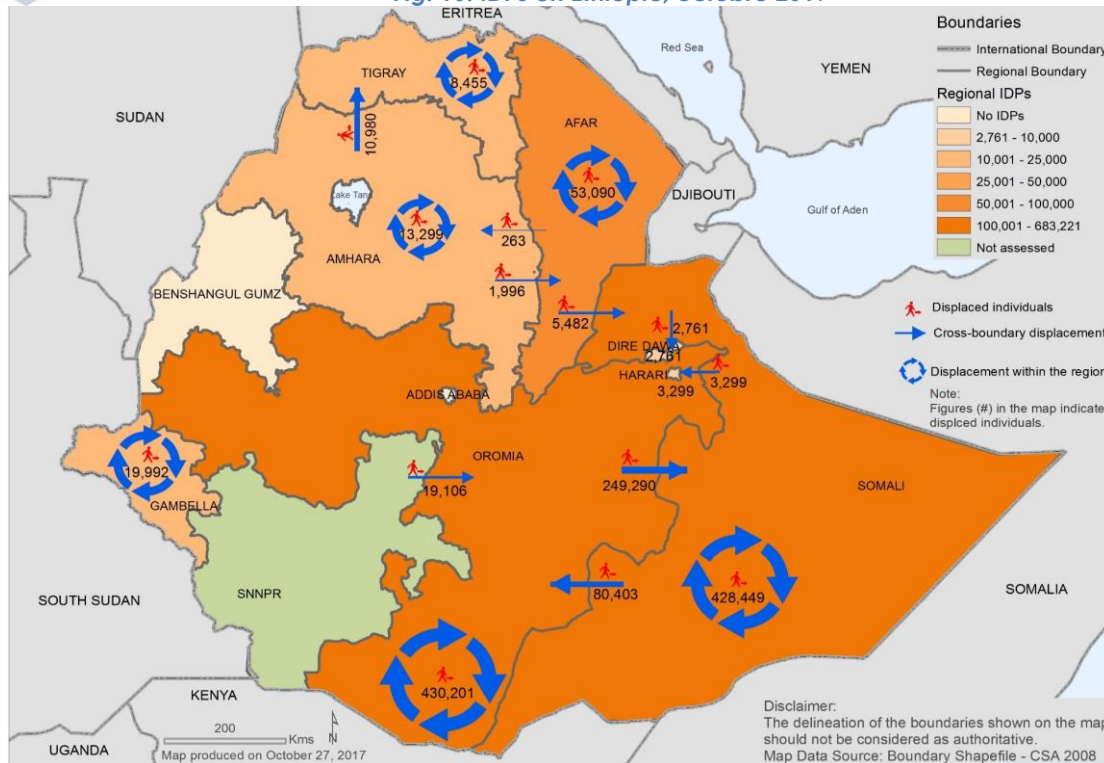 ERITREA
Red Sea
YEMEN
SUDAN
TIGRAY
8,455
10,980
AFAR
53,090
DJIBOUTI
Gulf of Aden
13,299
AMHARA
263
1,996
5,482
BENSHANGUL GUMZ
2,761
DIRE DAWA
2,761
HARARI
3,299
3,299
ADDIS ABABA
OROMIA
19,106
249,290
SOMALI
19,992
GAMBELLA
SNNPR
80,403
428,449
430,201
SOUTH SUDAN
SOMALIA
KENYA
UGANDA
200
Kms
N
Map produced on October 27, 2017
Boundaries
International Boundary
Regional Boundary
Regional IDPs
No IDPs
2,761 - 10,000
10,001 - 25,000
25,001 - 50,000
50,001 - 100,000
100,001 - 683,221
Not assessed
Displaced individuals
Cross-boundary displacement
Displacement within the region
Note:
Figures (#) in the map indicate
displced individuals.
Disclaimer:
The delineation of the boundaries shown on the map
should not be considered as authoritative.
Map Data Source: Boundary Shapefile - CSA 2008